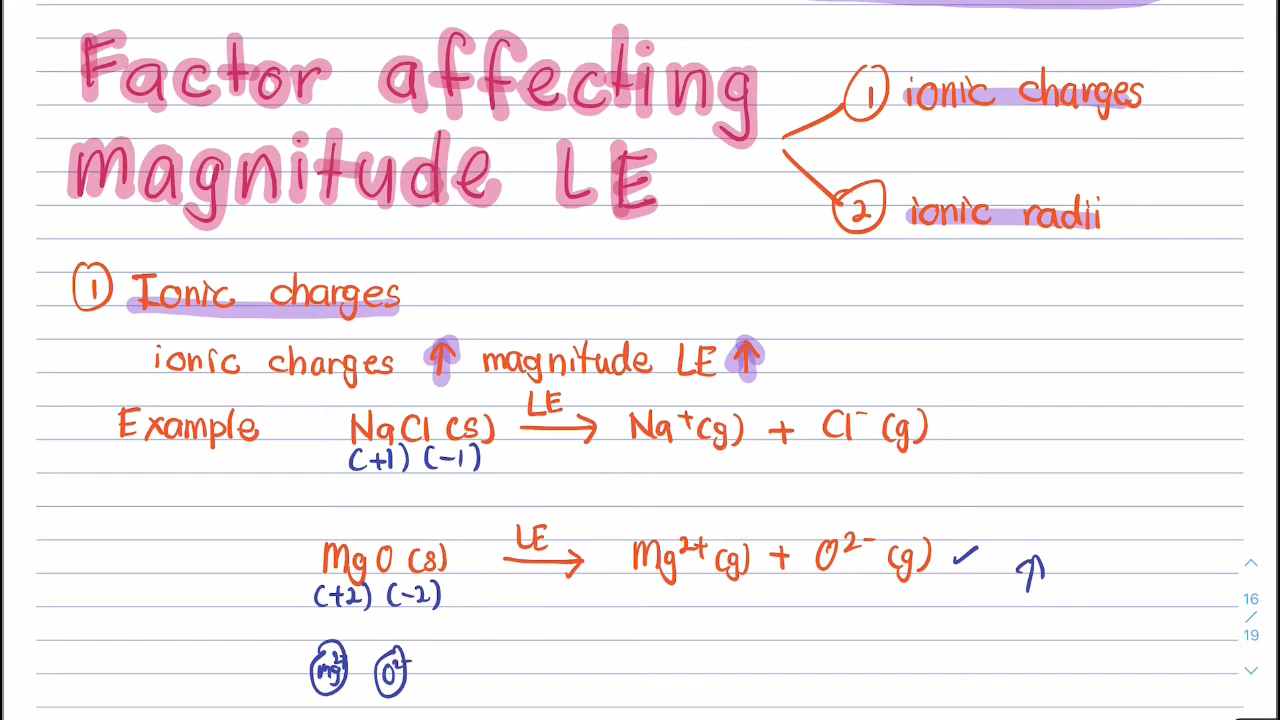 Factor affecting
magnitude LE
① ionic charges
② ionic radii
① Ionic charges
ionic charges ↑ magnitude LE ↑
Example NaCl (s) LE → Na⁺(g) + Cl⁻ (g)
(+1) (-1)
MgO (s) LE → Mg²⁺ (g) + O²⁻ (g) ✓ ↑
(+2) (-2)
Mg²⁺ O²⁻
16
/
19